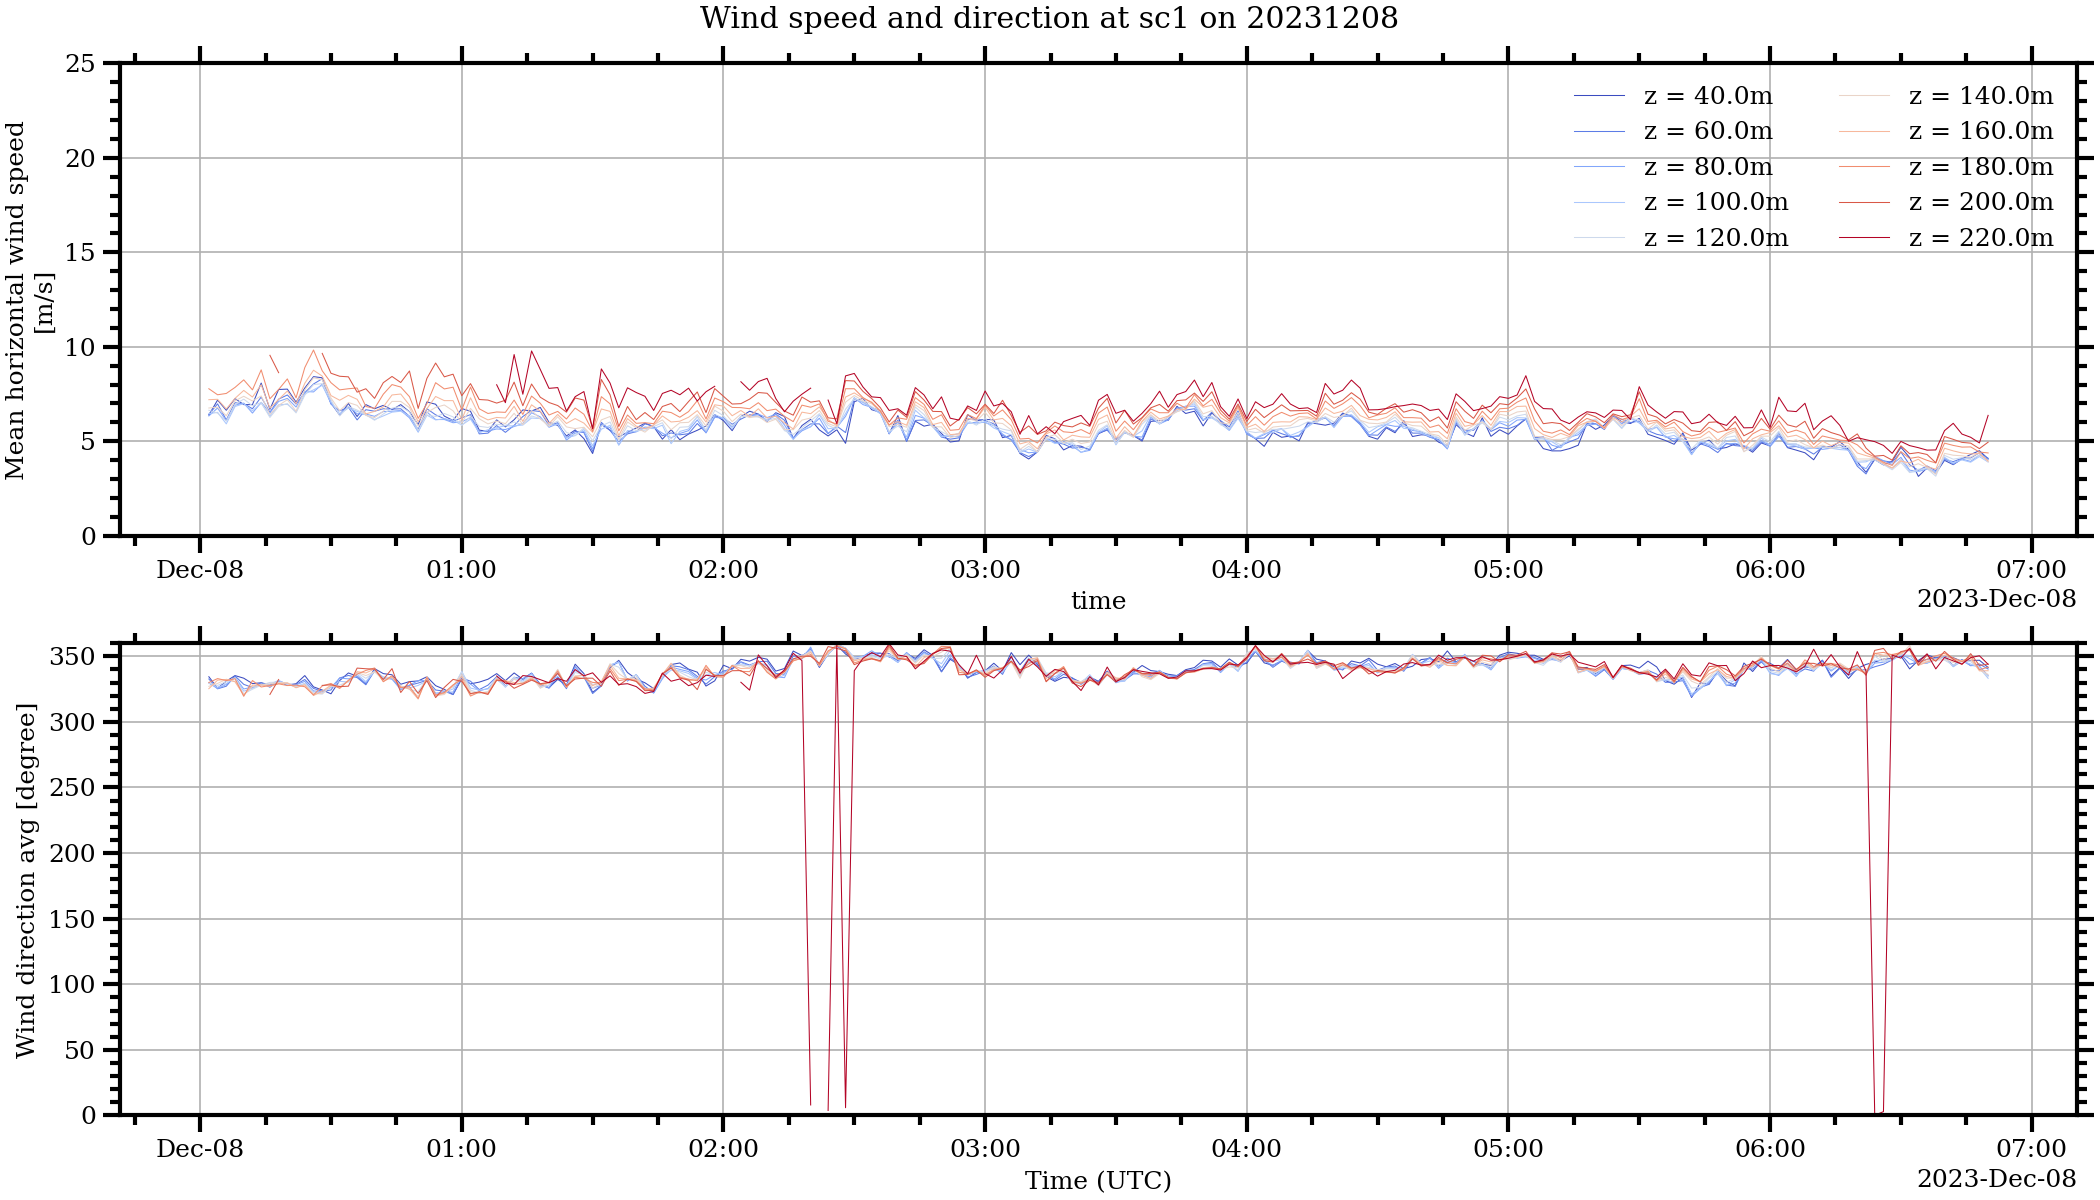 Wind speed and direction at sc1 on 20231208
Mean horizontal wind speed
[m/s]
25
20
15
10
5
0
z = 40.0m
z = 60.0m
z = 80.0m
z = 100.0m
z = 120.0m
z = 140.0m
z = 160.0m
z = 180.0m
z = 200.0m
z = 220.0m
Dec-08 01:00 02:00 03:00 04:00 05:00 06:00 07:00
time
2023-Dec-08
Wind direction avg [degree]
350
300
250
200
150
100
50
0
Dec-08 01:00 02:00 03:00 04:00 05:00 06:00 07:00
Time (UTC)
2023-Dec-08